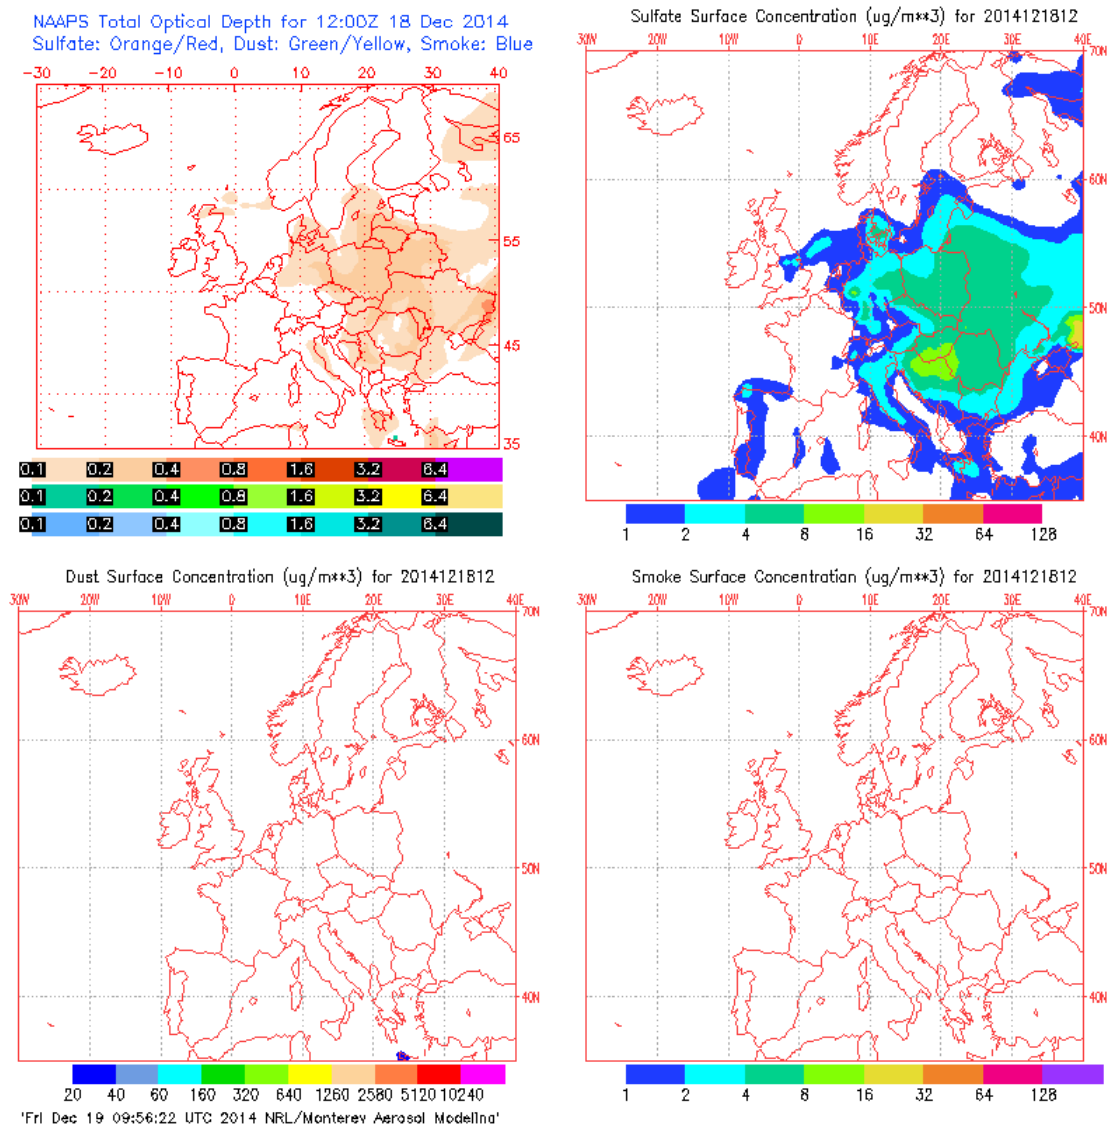 NAAPS Total Optical Depth for 12:00Z 18 Dec 2014
Sulfate: Orange/Red, Dust: Green/Yellow, Smoke: Blue
-30 -20 -10 0 10 20 30 40
65
55
45
35
0.1 0.2 0.4 0.8 1.6 3.2 6.4
0.1 0.2 0.4 0.8 1.6 3.2 6.4
0.1 0.2 0.4 0.8 1.6 3.2 6.4
Sulfate Surface Concentration (ug/m**3) for 2014121812
30W 20W 10W 0 10E 20E 30E 40E
70N
60N
50N
40N
1 2 4 8 16 32 64 128
Dust Surface Concentration (ug/m**3) for 2014121812
30W 20W 10W 0 10E 20E 30E 40E
70N
60N
50N
40N
20 40 60 160 320 640 1260 2580 5120 10240
Smoke Surface Concentration (ug/m**3) for 2014121812
30W 20W 10W 0 10E 20E 30E 40E
70N
60N
50N
40N
1 2 4 8 16 32 64 128
'Fri Dec 19 09:56:22 UTC 2014 NRL/Monterey Aerosol Modeling'